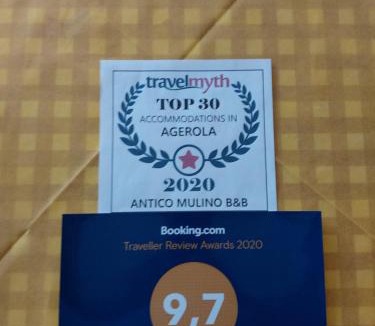 travelmyth
TOP 30
ACCOMMODATIONS IN
AGEROLA
2020
ANTICO MULINO B&B
Booking.com
Traveller Review Awards 2020
9,7